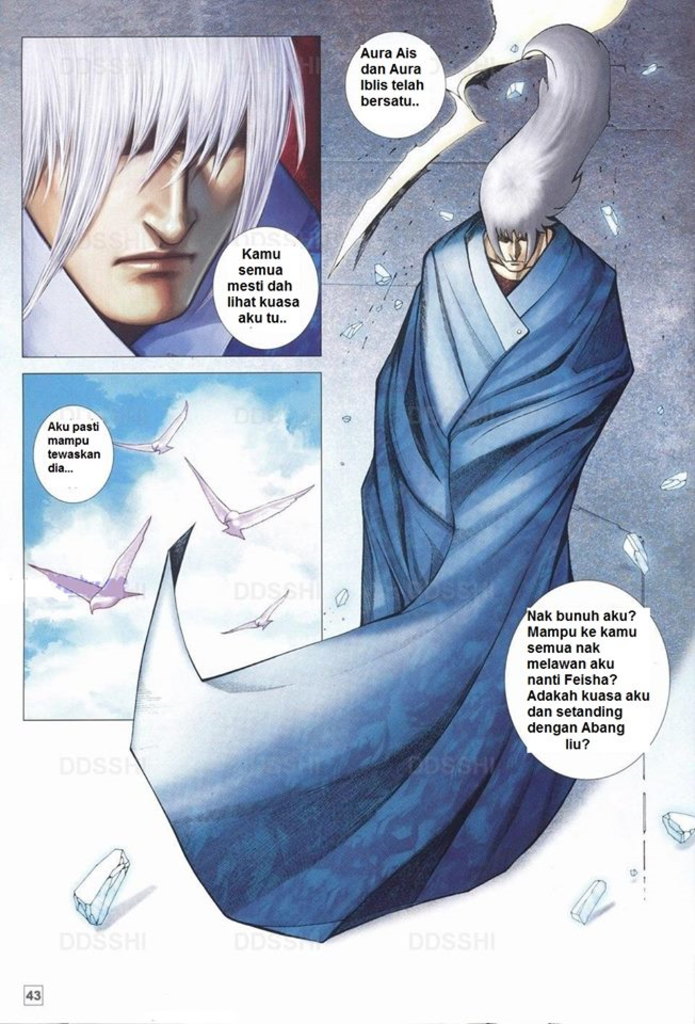 Aura Ais
dan Aura
Iblis telah
bersatu..
Kamu
semua
mesti dah
lihat kuasa
aku tu..
Aku pasti
mampu
tewaskan
dia...
Nak bunuh aku?
Mampu ke kamu
semua nak
melawan aku
nanti Feisha?
Adakah kuasa aku
dan setanding
dengan Abang
liu?
DDSSHI DDSSHI DDSSHI
43